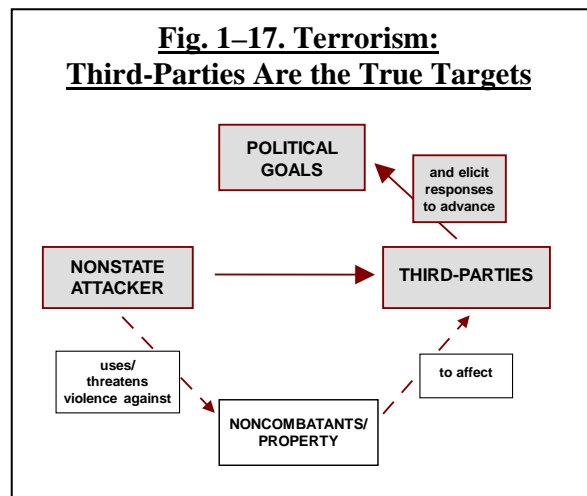 Fig. 1–17. Terrorism:
Third-Parties Are the True Targets
POLITICAL
GOALS
and elicit
responses
to advance
NONSTATE
ATTACKER
THIRD-PARTIES
uses/
threatens
violence against
to affect
NONCOMBATANTS/
PROPERTY